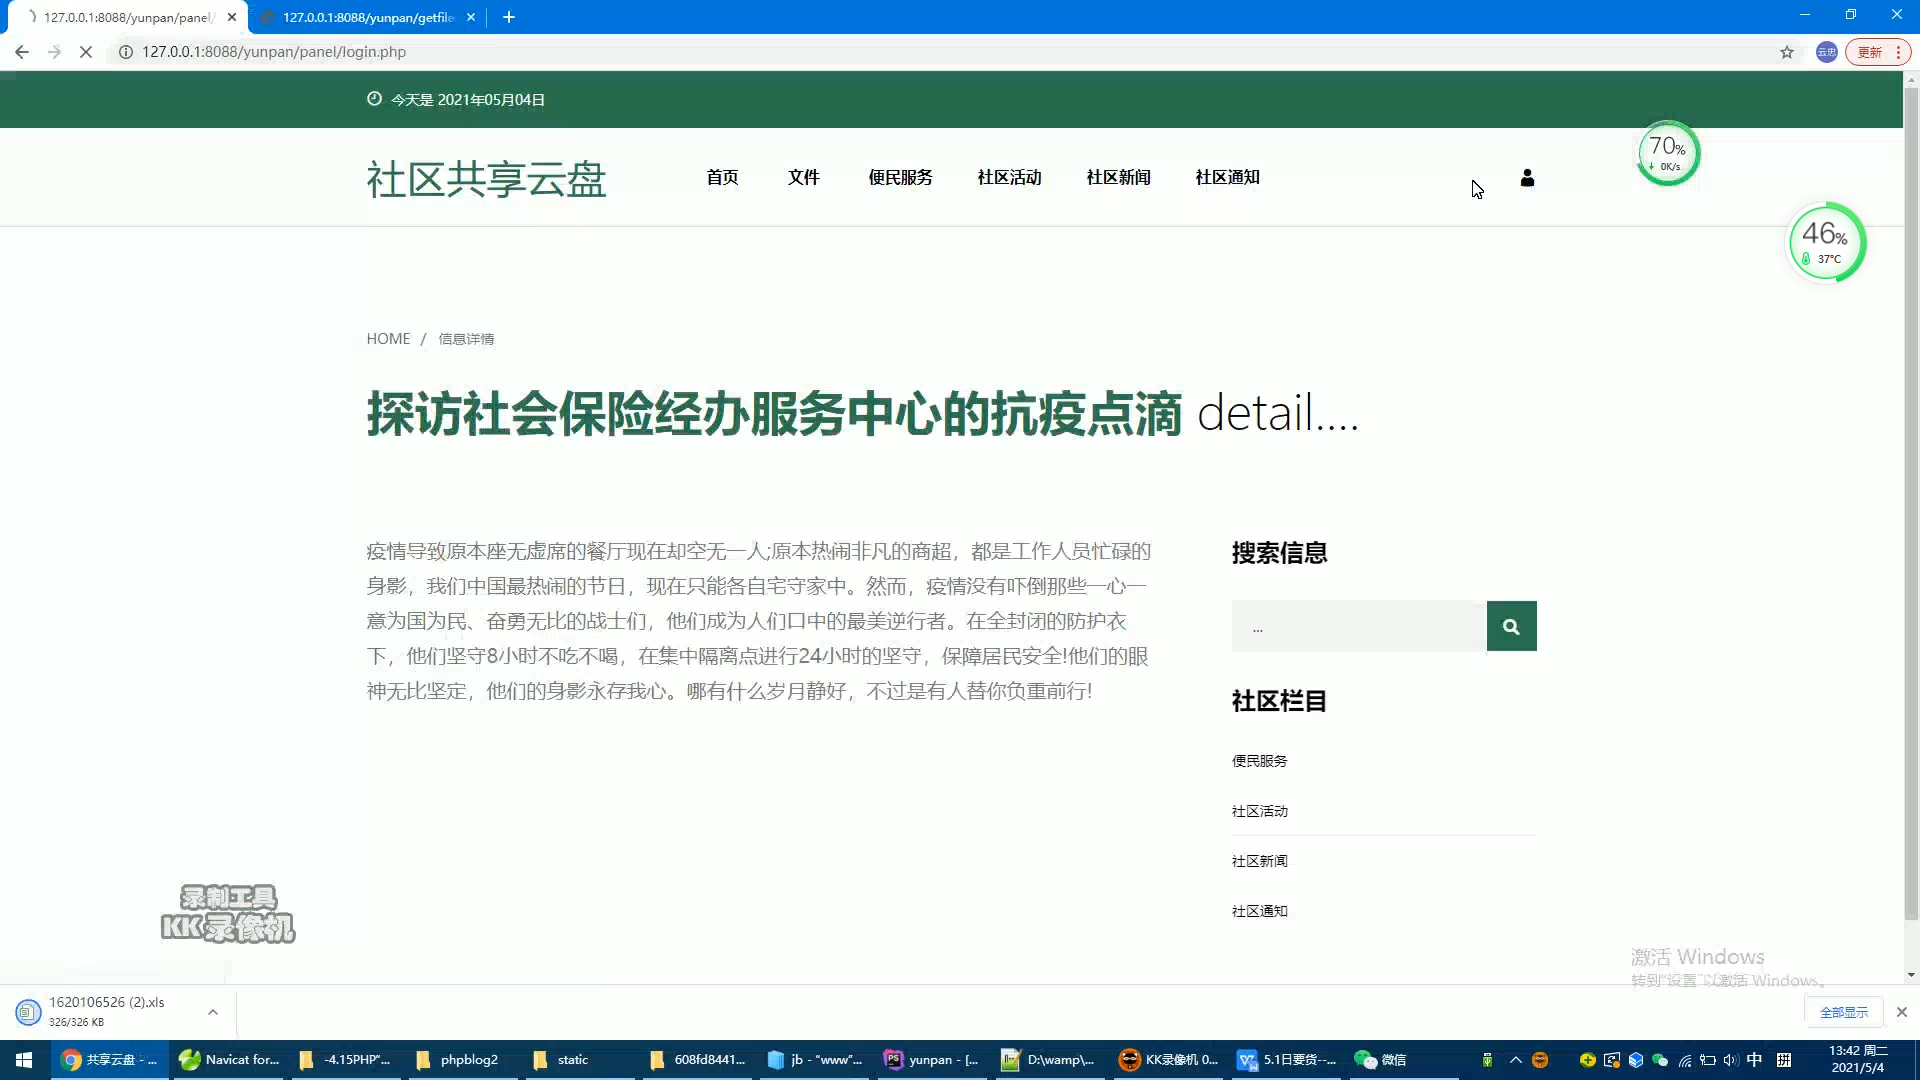 127.0.0.1:8088/yunpan/panel/
127.0.0.1:8088/yunpan/getfile
127.0.0.1:8088/yunpan/panel/login.php
云忠
更新
今天是 2021年05月04日
社区共享云盘
首页
文件
便民服务
社区活动
社区新闻
社区通知
70%
0K/s
46%
37°C
HOME / 信息详情
探访社会保险经办服务中心的抗疫点滴 detail....
疫情导致原本座无虚席的餐厅现在却空无一人;原本热闹非凡的商超，都是工作人员忙碌的
身影，我们中国最热闹的节日，现在只能各自宅守家中。然而，疫情没有吓倒那些一心一
意为国为民、奋勇无比的战士们，他们成为人们口中的最美逆行者。在全封闭的防护衣
下，他们坚守8小时不吃不喝，在集中隔离点进行24小时的坚守，保障居民安全!他们的眼
神无比坚定，他们的身影永存我心。哪有什么岁月静好，不过是有人替你负重前行!
搜索信息
...
社区栏目
便民服务
社区活动
社区新闻
社区通知
录制工具
KK录像机
激活 Windows
转到"设置"以激活 Windows。
1620106526 (2).xls
326/326 KB
全部显示
共享云盘 - ...
Navicat for...
-4.15PHP"...
phpblog2
static
608fd8441...
jb - "www"...
yunpan - [...
D:\wamp\...
KK录像机 0...
5.1日要货--...
微信
中
拼
13:42 周二
2021/5/4